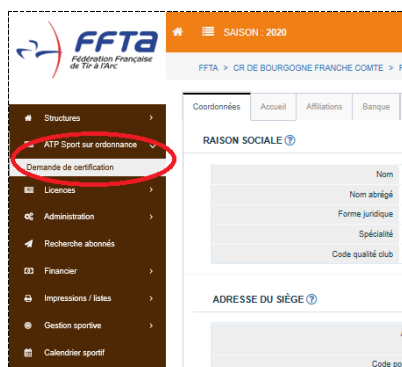 FFTA
Fédération Française
de Tir à l'Arc
SAISON : 2020
FFTA > CR DE BOURGOGNE FRANCHE COMTE >
Coordonnées Accueil Affiliations Banque
Structures
ATP Sport sur ordonnance
Demande de certification
Licences
Administration
Recherche abonnés
Financier
Impressions / listes
Gestion sportive
Calendrier sportif
RAISON SOCIALE
Nom
Nom abrégé
Forme juridique
Spécialité
Code qualité club
ADRESSE DU SIÈGE
Code po